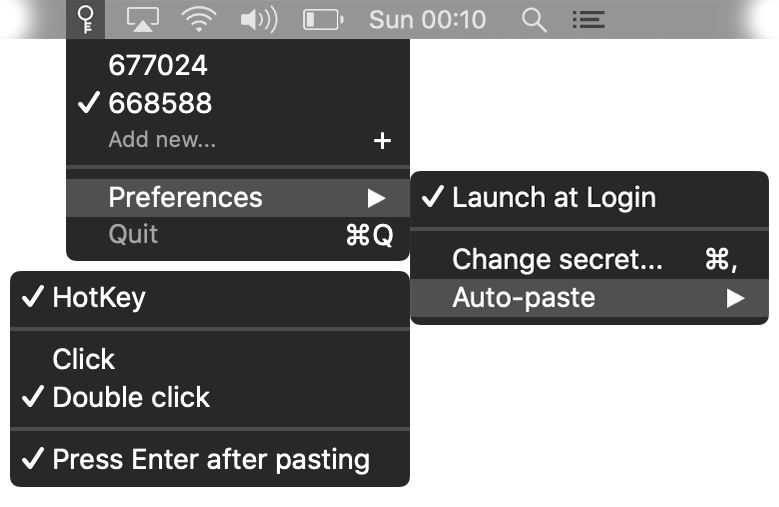 Sun 00:10
677024
✓ 668588
Add new... +
Preferences ▶
Quit ⌘Q
✓ Launch at Login
Change secret... ⌘,
Auto-paste ▶
✓ HotKey
Click
✓ Double click
✓ Press Enter after pasting